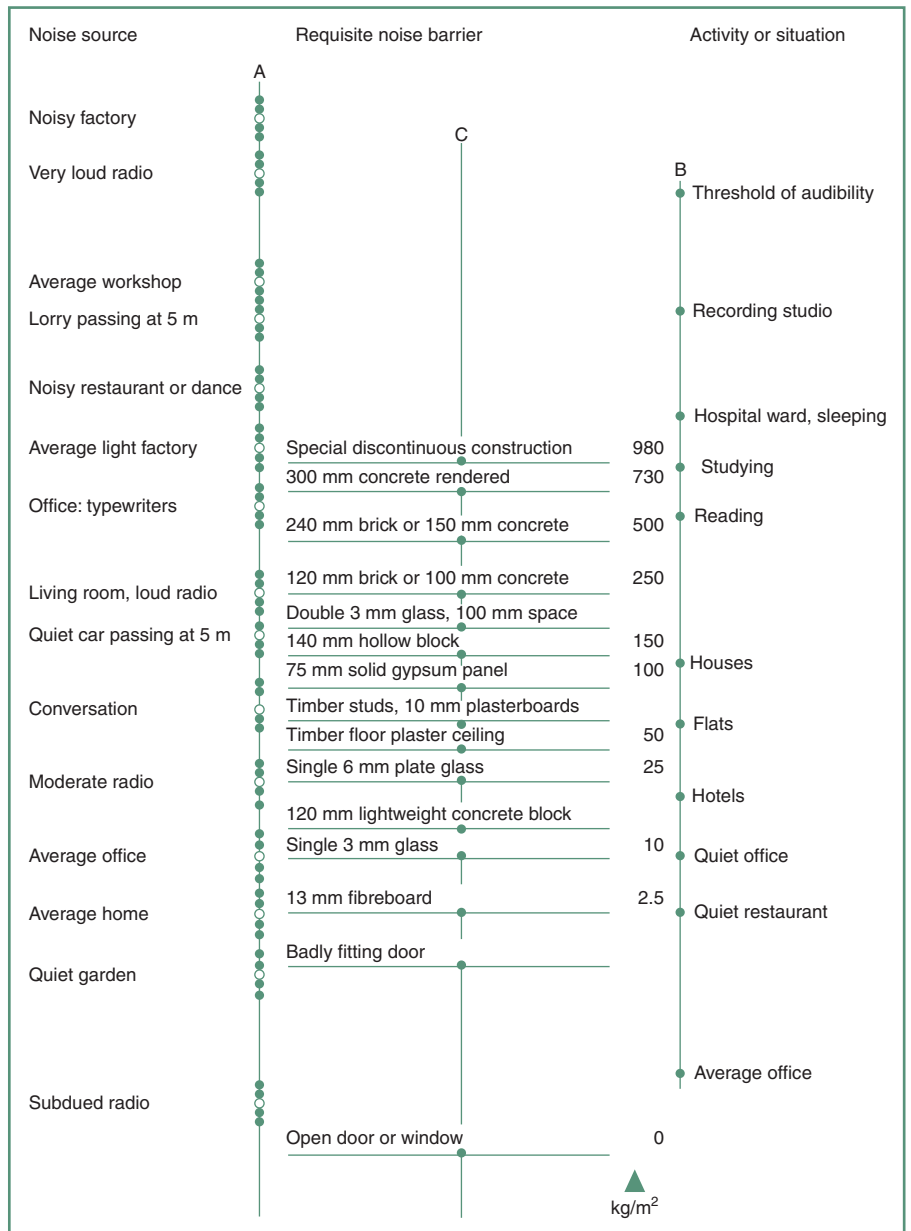 Noise source Requisite noise barrier Activity or situation
A
Noisy factory
C
Very loud radio
B
Threshold of audibility
Average workshop
Lorry passing at 5 m
Recording studio
Noisy restaurant or dance
Hospital ward, sleeping
Average light factory Special discontinuous construction 980
Studying
300 mm concrete rendered 730
Office: typewriters
Reading
240 mm brick or 150 mm concrete 500
120 mm brick or 100 mm concrete 250
Living room, loud radio
Double 3 mm glass, 100 mm space
Quiet car passing at 5 m
140 mm hollow block 150
Houses
75 mm solid gypsum panel 100
Conversation Timber studs, 10 mm plasterboards
Flats
Timber floor plaster ceiling 50
Single 6 mm plate glass 25
Moderate radio
Hotels
120 mm lightweight concrete block
Single 3 mm glass 10
Average office Quiet office
13 mm fibreboard 2.5
Average home Quiet restaurant
Badly fitting door
Quiet garden
Average office
Subdued radio
Open door or window 0
kg/m²